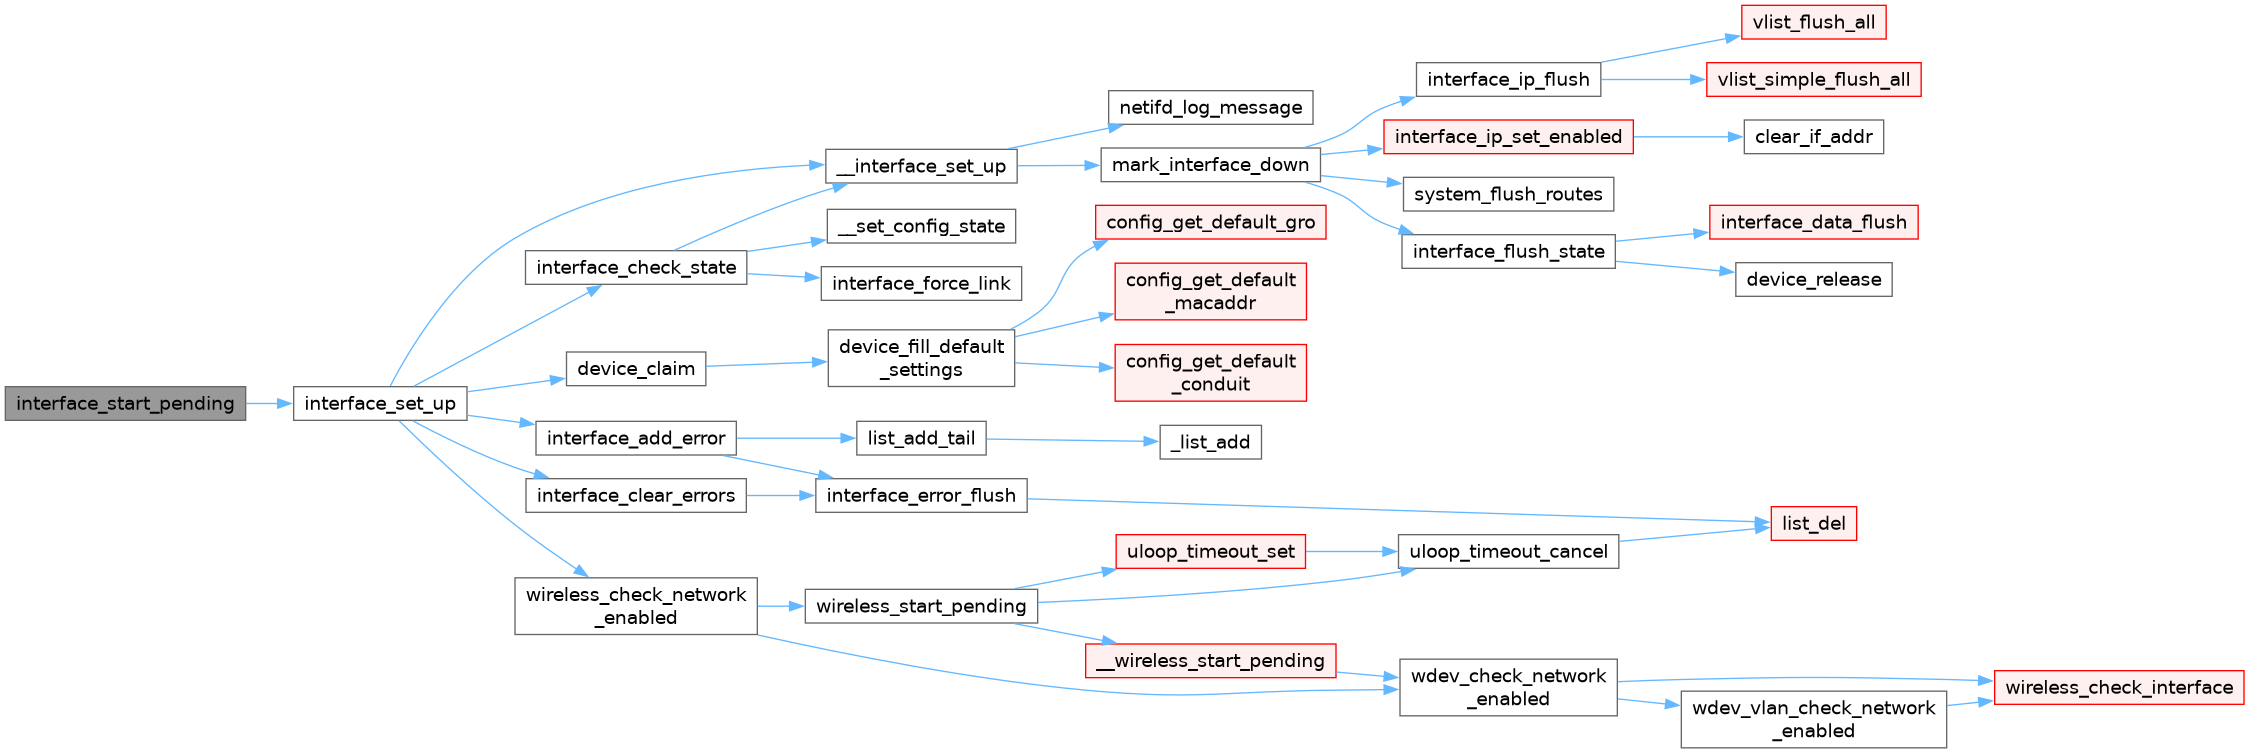 vlist_flush_all
interface_ip_flush
vlist_simple_flush_all
netifd_log_message
interface_ip_set_enabled
clear_if_addr
__interface_set_up
mark_interface_down
system_flush_routes
__set_config_state
config_get_default_gro
interface_data_flush
interface_check_state
interface_flush_state
interface_force_link
config_get_default
_macaddr
device_release
device_fill_default
_settings
device_claim
config_get_default
_conduit
interface_start_pending
interface_set_up
interface_add_error
list_add_tail
_list_add
interface_clear_errors
interface_error_flush
list_del
uloop_timeout_set
uloop_timeout_cancel
wireless_check_network
_enabled
wireless_start_pending
__wireless_start_pending
wdev_check_network
_enabled
wireless_check_interface
wdev_vlan_check_network
_enabled